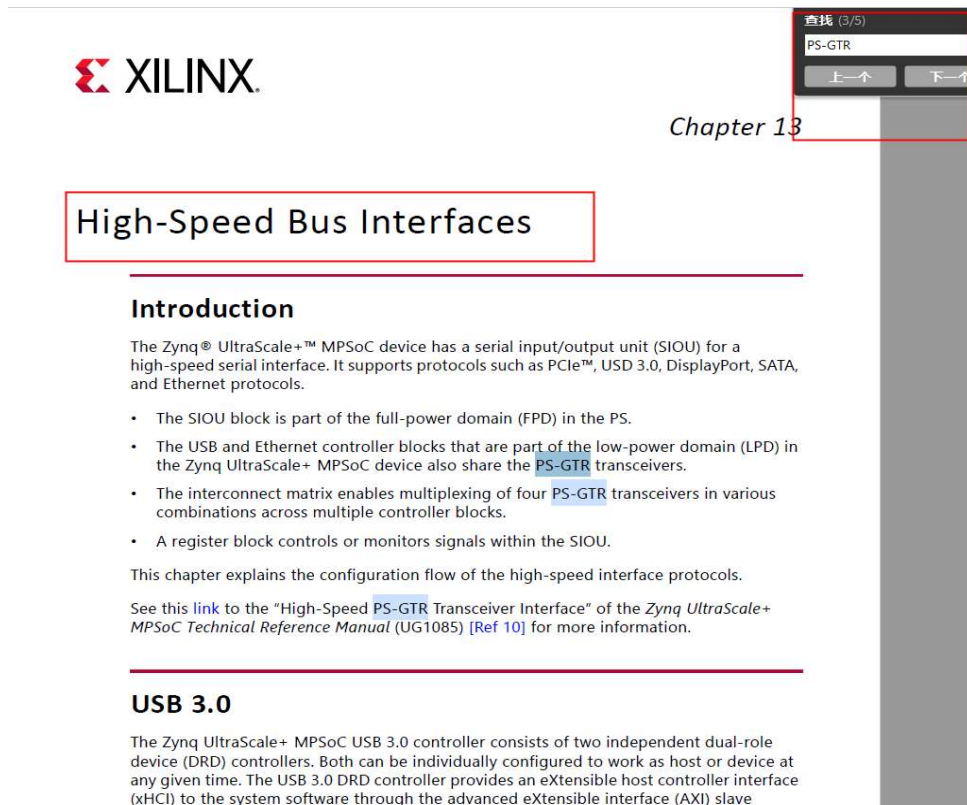 查找 (3/5)
PS-GTR
上一个 下一个
XILINX.
Chapter 13
High-Speed Bus Interfaces
Introduction
The Zynq® UltraScale+™ MPSoC device has a serial input/output unit (SIOU) for a
high-speed serial interface. It supports protocols such as PCIe™, USD 3.0, DisplayPort, SATA,
and Ethernet protocols.
• The SIOU block is part of the full-power domain (FPD) in the PS.
• The USB and Ethernet controller blocks that are part of the low-power domain (LPD) in
the Zynq UltraScale+ MPSoC device also share the PS-GTR transceivers.
• The interconnect matrix enables multiplexing of four PS-GTR transceivers in various
combinations across multiple controller blocks.
• A register block controls or monitors signals within the SIOU.
This chapter explains the configuration flow of the high-speed interface protocols.
See this link to the “High-Speed PS-GTR Transceiver Interface” of the Zynq UltraScale+
MPSoC Technical Reference Manual (UG1085) [Ref 10] for more information.
USB 3.0
The Zynq UltraScale+ MPSoC USB 3.0 controller consists of two independent dual-role
device (DRD) controllers. Both can be individually configured to work as host or device at
any given time. The USB 3.0 DRD controller provides an eXtensible host controller interface
(xHCI) to the system software through the advanced eXtensible interface (AXI) slave